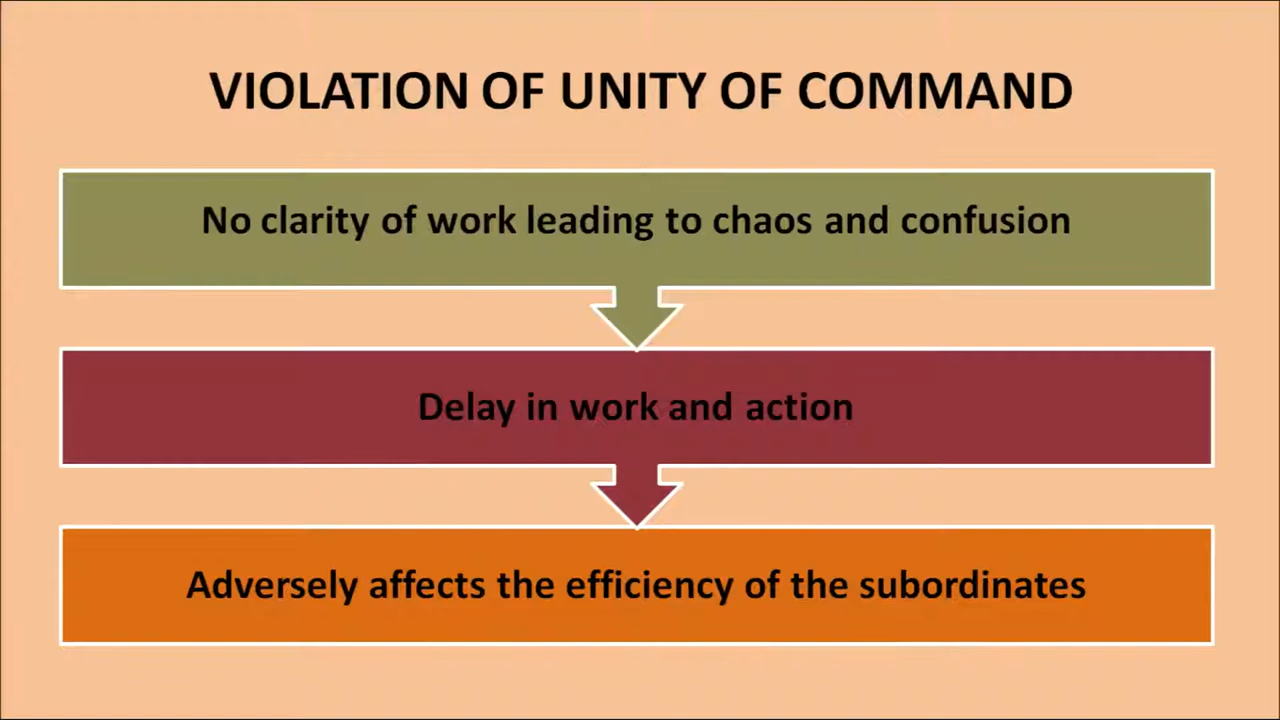 VIOLATION OF UNITY OF COMMAND
No clarity of work leading to chaos and confusion
Delay in work and action
Adversely affects the efficiency of the subordinates